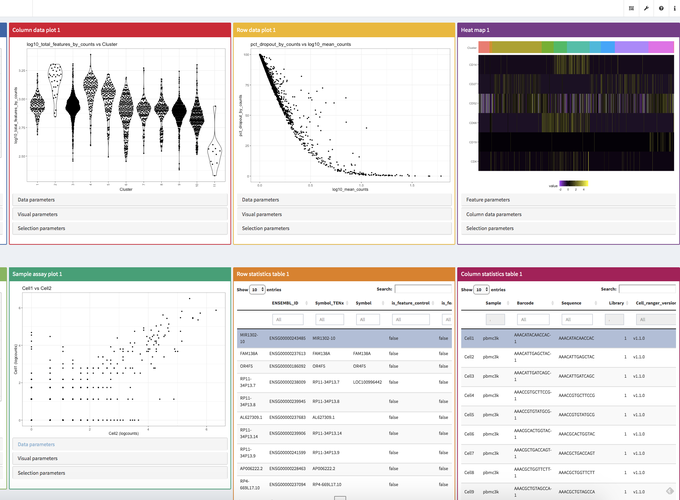 Column data plot 1
log10_total_features_by_counts vs Cluster
log10_total_features_by_counts
Cluster
Data parameters
Visual parameters
Selection parameters
Row data plot 1
pct_dropout_by_counts vs log10_mean_counts
pct_dropout_by_counts
log10_mean_counts
Data parameters
Visual parameters
Selection parameters
Heat map 1
value
Feature parameters
Column data parameters
Selection parameters
Sample assay plot 1
Cell1 vs Cell2
Cell1 (logcounts)
Cell2 (logcounts)
Data parameters
Visual parameters
Selection parameters
Row statistics table 1
Show 10 entries
Search:
ENSEMBL_ID Symbol_TENx Symbol is_feature_control is_fe
All All All All All
MIR1302-10 ENSG00000243485 MIR1302-10 false false
FAM138A ENSG00000237613 FAM138A FAM138A false false
OR4F5 ENSG00000186092 OR4F5 OR4F5 false false
RP11-34P13.7 ENSG00000238009 RP11-34P13.7 LOC100996442 false false
RP11-34P13.8 ENSG00000239945 RP11-34P13.8 false false
AL627309.1 ENSG00000237683 AL627309.1 false false
RP11-34P13.14 ENSG00000239906 RP11-34P13.14 false false
RP11-34P13.9 ENSG00000241599 RP11-34P13.9 false false
AP006222.2 ENSG00000228463 AP006222.2 false false
RP4-669L17.10 ENSG00000237094 RP4-669L17.10 false false
Column statistics table 1
Show 10 entries
Search:
Sample Barcode Sequence Library Cell_ranger_version
All All All
Cell1 pbmc3k AAACATACAACCAC-1 AAACATACAACCAC 1 v1.1.0
Cell2 pbmc3k AAACATTGAGCTAC-1 AAACATTGAGCTAC 1 v1.1.0
Cell3 pbmc3k AAACATTGATCAGC-1 AAACATTGATCAGC 1 v1.1.0
Cell4 pbmc3k AAACCGTGCTTCCG-1 AAACCGTGCTTCCG 1 v1.1.0
Cell5 pbmc3k AAACCGTGTATGCG-1 AAACCGTGTATGCG 1 v1.1.0
Cell6 pbmc3k AAACGCACTGGTAC-1 AAACGCACTGGTAC 1 v1.1.0
Cell7 pbmc3k AAACGCTGACCAGT-1 AAACGCTGACCAGT 1 v1.1.0
Cell8 pbmc3k AAACGCTGGTTCTT-1 AAACGCTGGTTCTT 1 v1.1.0
Cell9 pbmc3k AAACGCTGTAGCCA-1 AAACGCTGTAGCCA 1 v1.1.0